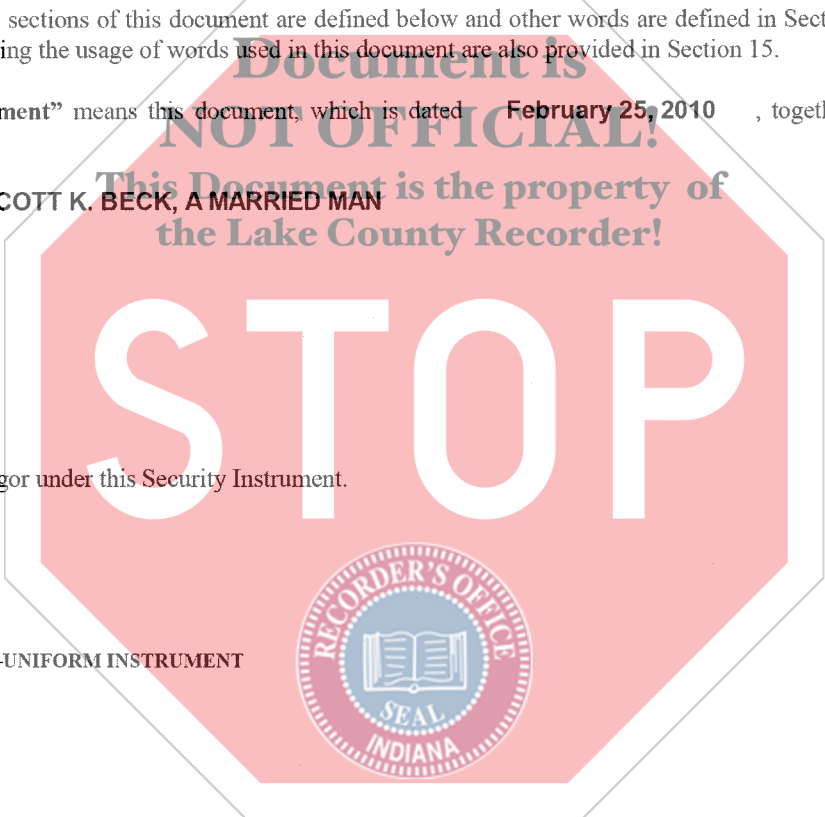 sections of this document are defined below and other words are defined in Sect
ing the usage of words used in this document are also provided in Section 15.
Document is
ment” means this document, which is dated February 25, 2010 , togeth
NOT OFFICIAL!
This Document is the property of
COTT K. BECK, A MARRIED MAN
the Lake County Recorder!
STOP
gor under this Security Instrument.
RECORDER'S OFFICE
SEAL
INDIANA
-UNIFORM INSTRUMENT